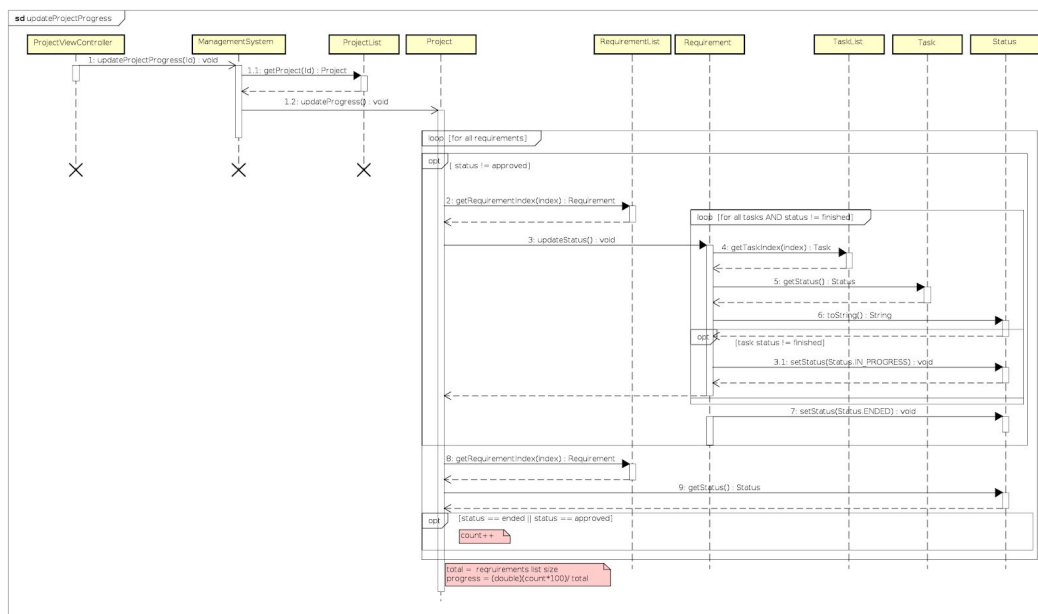 sd updateProjectProgress
ProjectViewController
ManagementSystem
ProjectList
Project
RequirementList
Requirement
TaskList
Task
Status
1: updateProjectProgress(Id) : void
1.1: getProject(Id) : Project
1.2: updateProgress() : void
loop [for all requirements]
opt [ status != approved]
2: getRequirementIndex(index) : Requirement
loop [for all tasks AND status != finished]
3: updateStatus() : void
4: getTaskIndex(index) : Task
5: getStatus() : Status
6: toString() : String
opt [task status != finished]
3.1: setStatus(Status.IN_PROGRESS) : void
7: setStatus(Status.ENDED) : void
8: getRequirementIndex(index) : Requirement
9: getStatus() : Status
opt [status == ended || status == approved]
count++
total = reqruirements list size
progress = (double)(count*100)/ total